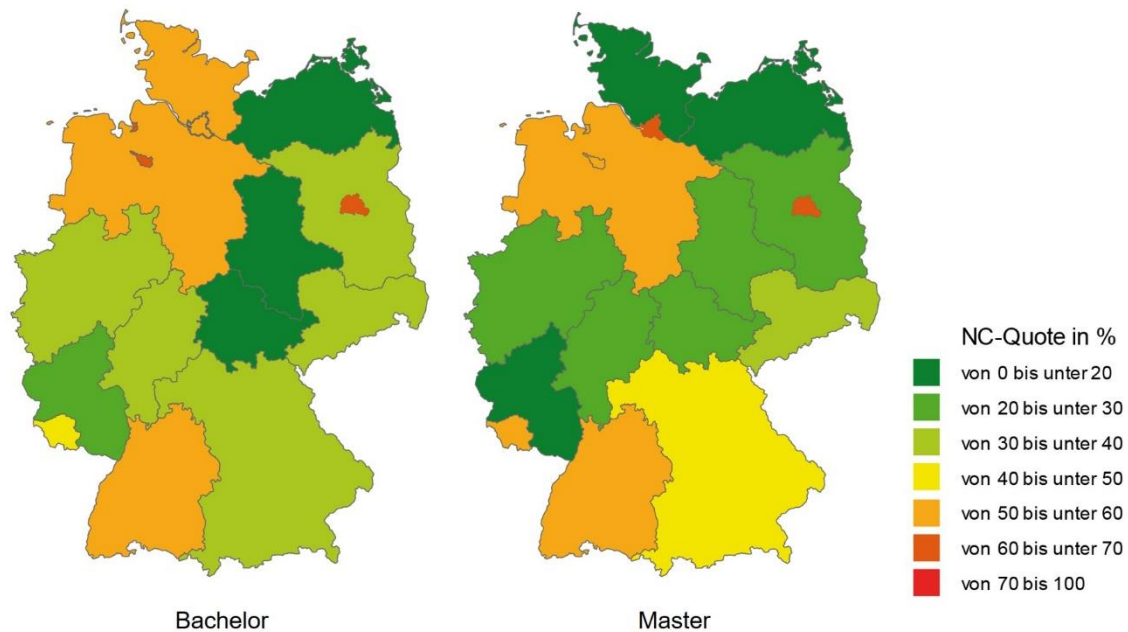 NC-Quote in %
von 0 bis unter 20
von 20 bis unter 30
von 30 bis unter 40
von 40 bis unter 50
von 50 bis unter 60
von 60 bis unter 70
von 70 bis 100
Bachelor
Master